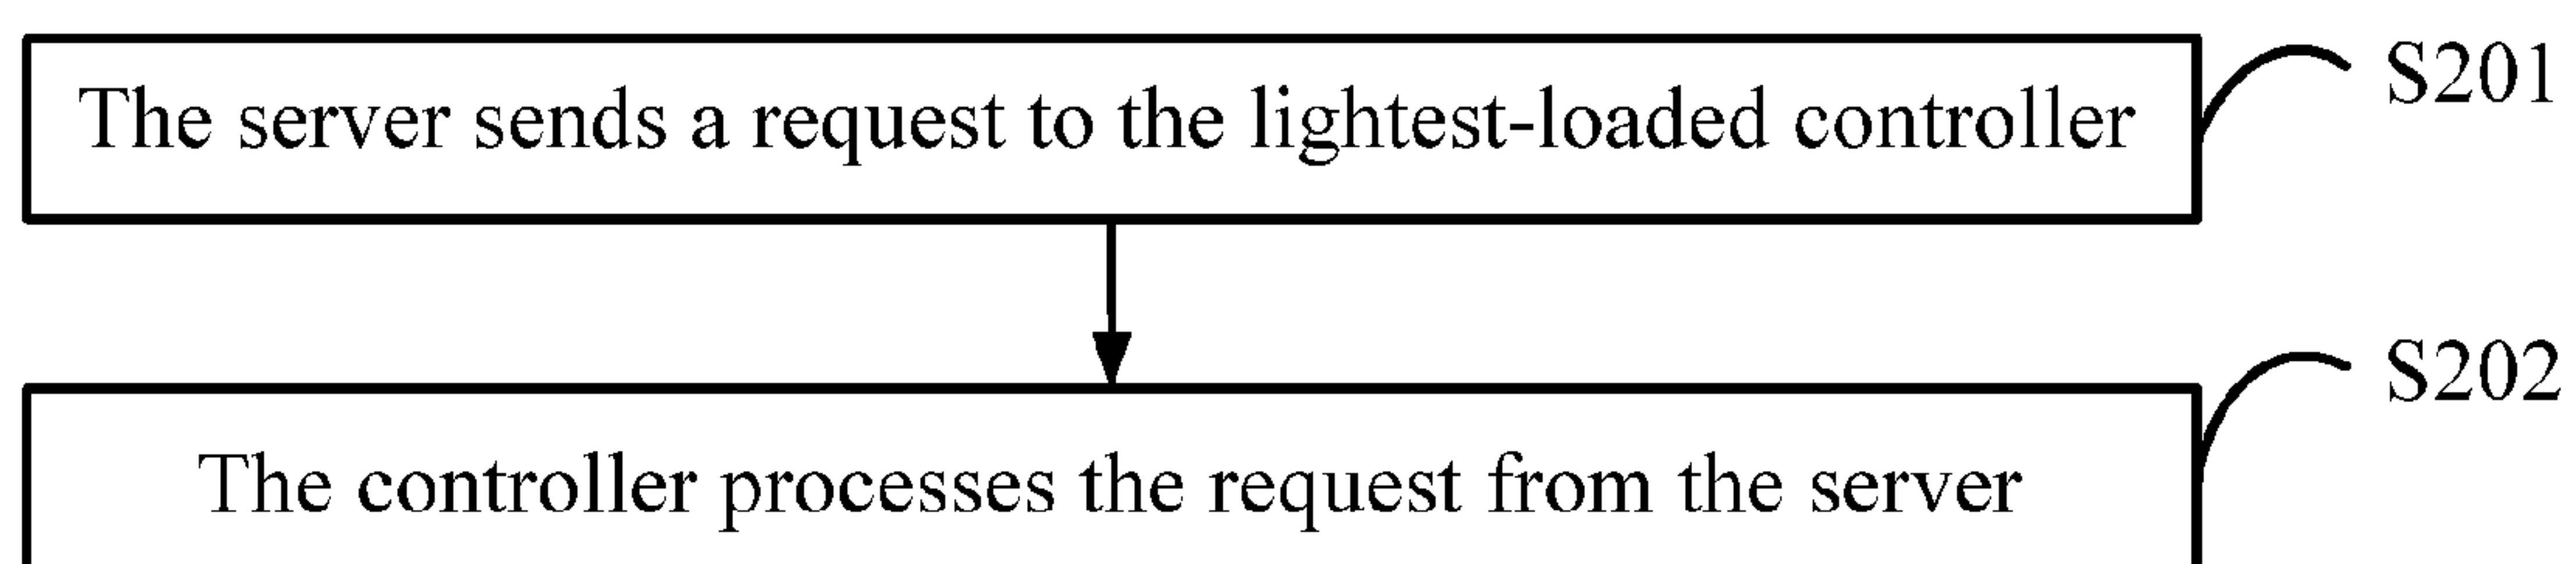 The server sends a request to the lightest-loaded controller
S201
The controller processes the request from the server
S202